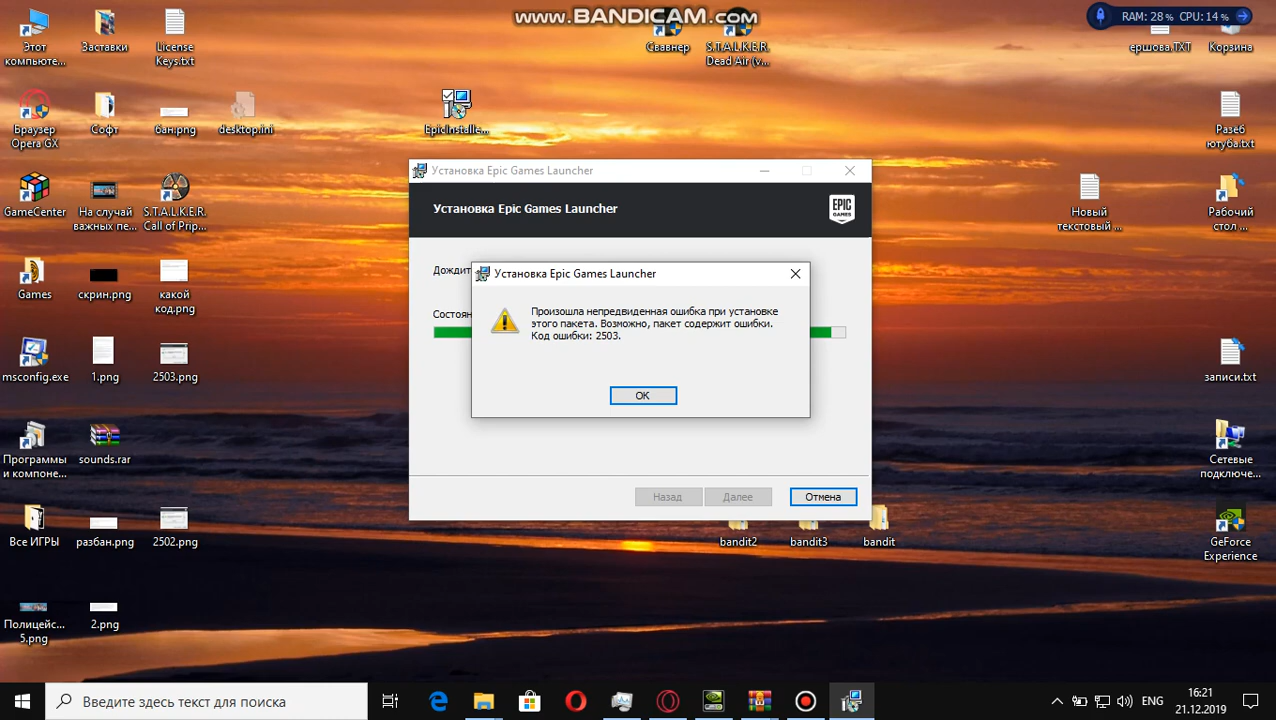 www.BANDICAM.com
RAM: 28 % CPU: 14 %
Этот
компьюте...
Заставки
License
Keys.txt
Свавнер
S.T.A.L.K.E.R.
Dead Air (v...
ершова.TXT
Корзина
Браузер
Opera GX
Софт
бан.png
desktop.ini
EpicInstalle...
Разеб
ютуба.txt
GameCenter
На случай
важных пе...
S.T.A.L.K.E.R.
Call of Prip...
Новый
текстовый ...
Рабочий
стол ...
Games
скрин.png
какой
код.png
msconfig.exe
1.png
2503.png
записи.txt
Программы
и компоне...
sounds.rar
Сетевые
подключе...
Все ИГРЫ
разбан.png
2502.png
bandit2
bandit3
bandit
GeForce
Experience
Полицейс...
5.png
2.png
Установка Epic Games Launcher
Установка Epic Games Launcher
EPIC
GAMES
Дождит
Состоян
Установка Epic Games Launcher
Произошла непредвиденная ошибка при установке
этого пакета. Возможно, пакет содержит ошибки.
Код ошибки: 2503.
OK
Назад
Далее
Отмена
Введите здесь текст для поиска
ENG
16:21
21.12.2019